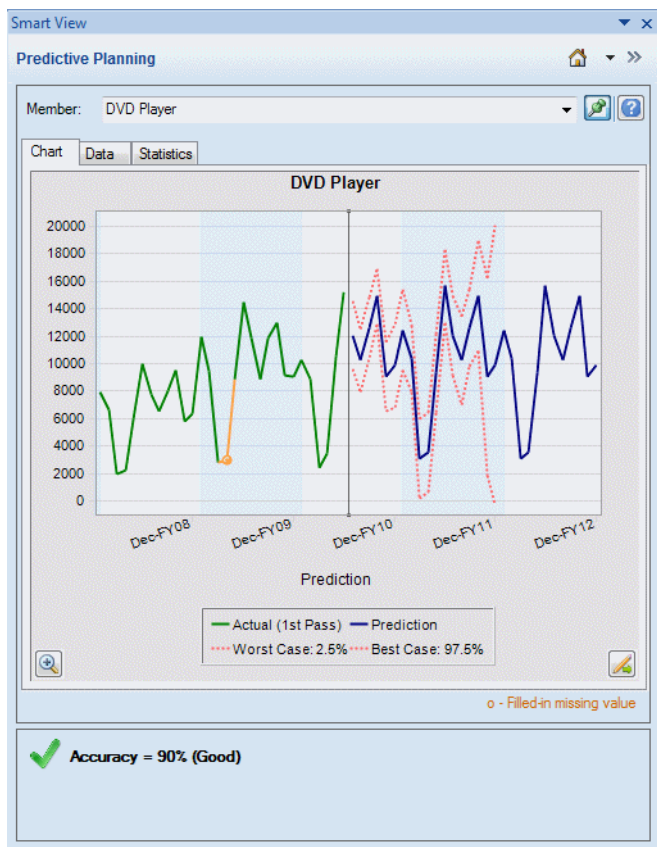 Smart View
Predictive Planning
Member: DVD Player
Chart Data Statistics
DVD Player
20000
18000
16000
14000
12000
10000
8000
6000
4000
2000
0
Dec-FY08 Dec-FY09 Dec-FY10 Dec-FY11 Dec-FY12
Prediction
Actual (1st Pass) Prediction
Worst Case: 2.5% Best Case: 97.5%
o - Filled-in missing value
Accuracy = 90% (Good)